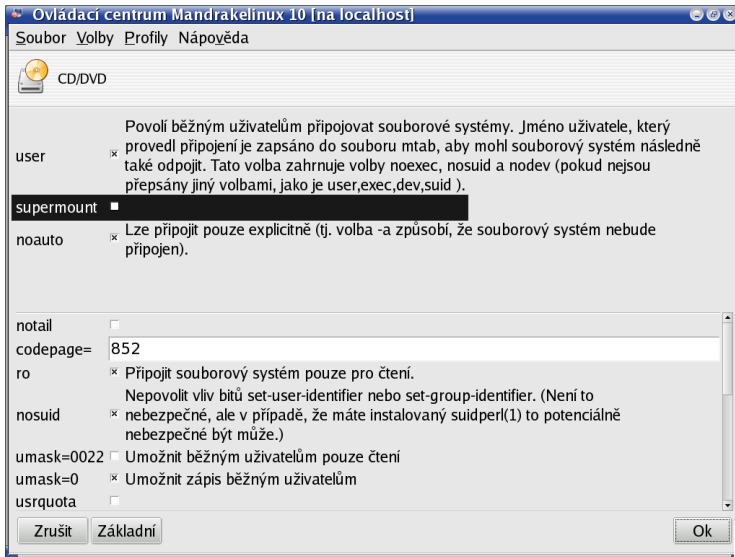 Ovládací centrum Mandrakelinux 10 [na localhost]
Soubor Volby Profily Nápověda
CD/DVD
user
Povolí běžným uživatelům připojovat souborové systémy. Jméno uživatele, který
provedl připojení je zapsáno do souboru mtab, aby mohl souborový systém následně
také odpojit. Tato volba zahrnuje volby noexec, nosuid a nodev (pokud nejsou
přepsány jiný volbami, jako je user,exec,dev,suid ).
supermount
noauto
Lze připojit pouze explicitně (tj. volba -a způsobí, že souborový systém nebude
připojen).
notail
codepage= 852
ro Připojit souborový systém pouze pro čtení.
nosuid
Nepovolit vliv bitů set-user-identifier nebo set-group-identifier. (Není to
nebezpečné, ale v případě, že máte instalovaný suidperl(1) to potenciálně
nebezpečné být může.)
umask=0022 Umožnit běžným uživatelům pouze čtení
umask=0 Umožnit zápis běžným uživatelům
usrquota
Zrušit Základní Ok